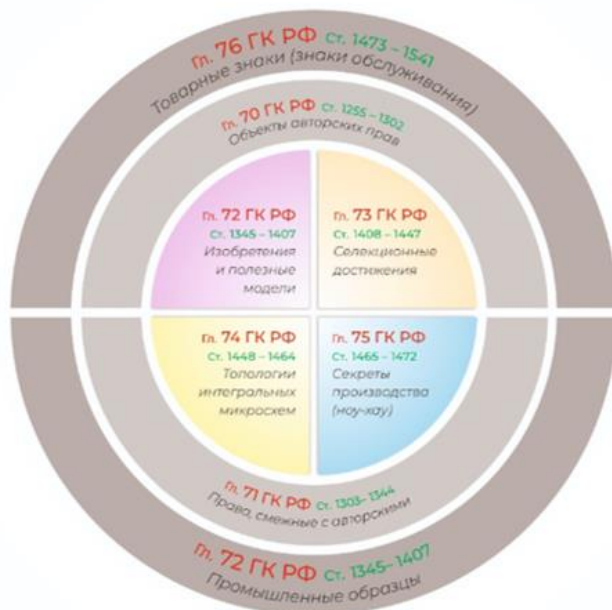 Гл. 76 ГК РФ Ст. 1473 – 1541
Товарные знаки (знаки обслуживания)
Гл. 70 ГК РФ Ст. 1255 – 1302
Объекты авторских прав
Гл. 72 ГК РФ
Ст. 1345 – 1407
Изобретения
и полезные
модели
Гл. 73 ГК РФ
Ст. 1408 – 1447
Селекционные
достижения
Гл. 74 ГК РФ
Ст. 1448 – 1464
Топологии
интегральных
микросхем
Гл. 75 ГК РФ
Ст. 1465 – 1472
Секреты
производства
(ноу-хау)
Гл. 71 ГК РФ Ст. 1303– 1344
Права, смежные с авторскими
Гл. 72 ГК РФ Ст. 1345– 1407
Промышленные образцы